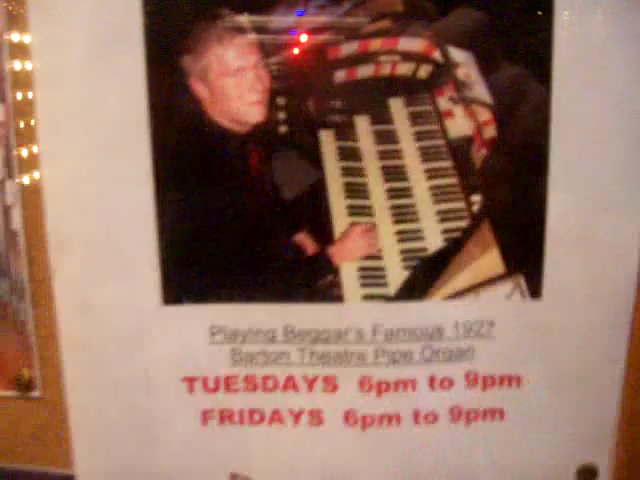 Playing Beggar's Famous 1927
Barton Theatre Pipe Organ
TUESDAYS 6pm to 9pm
FRIDAYS 6pm to 9pm